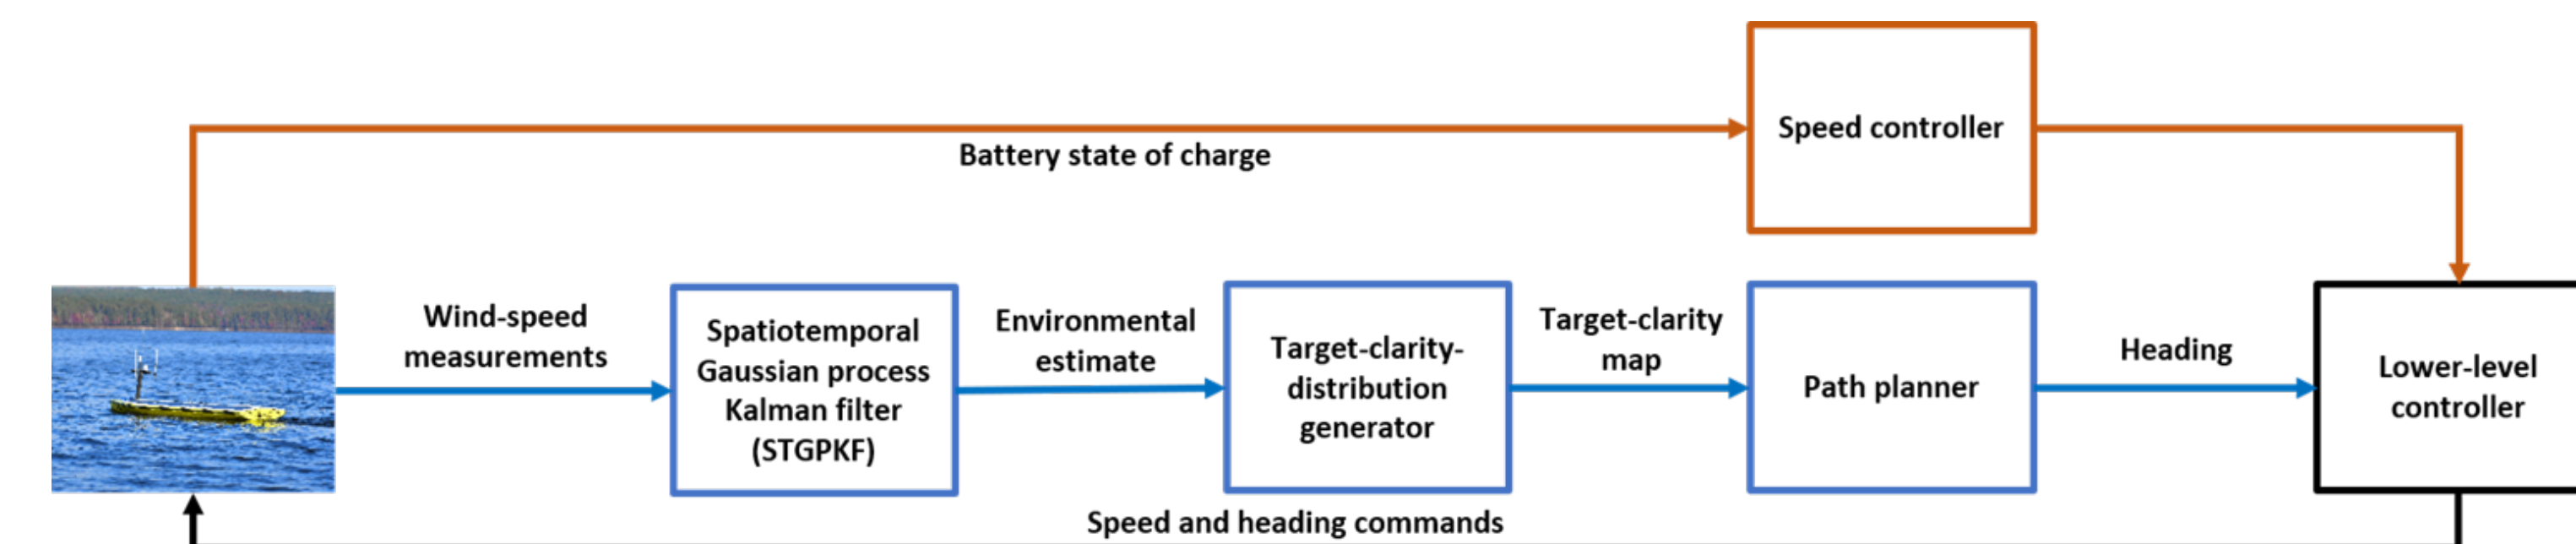 Speed controller
Battery state of charge
Wind-speed
measurements
Spatiotemporal
Gaussian process
Kalman filter
(STGPKF)
Environmental
estimate
Target-clarity-
distribution
generator
Target-clarity
map
Path planner
Heading
Lower-level
controller
Speed and heading commands